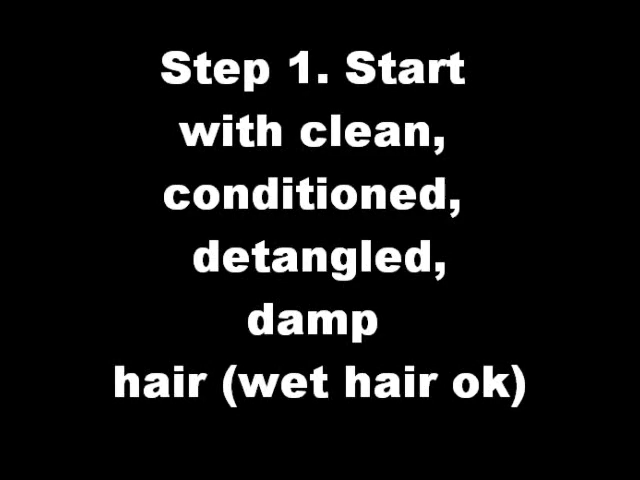 Step 1. Start
with clean,
conditioned,
detangled,
damp
hair (wet hair ok)